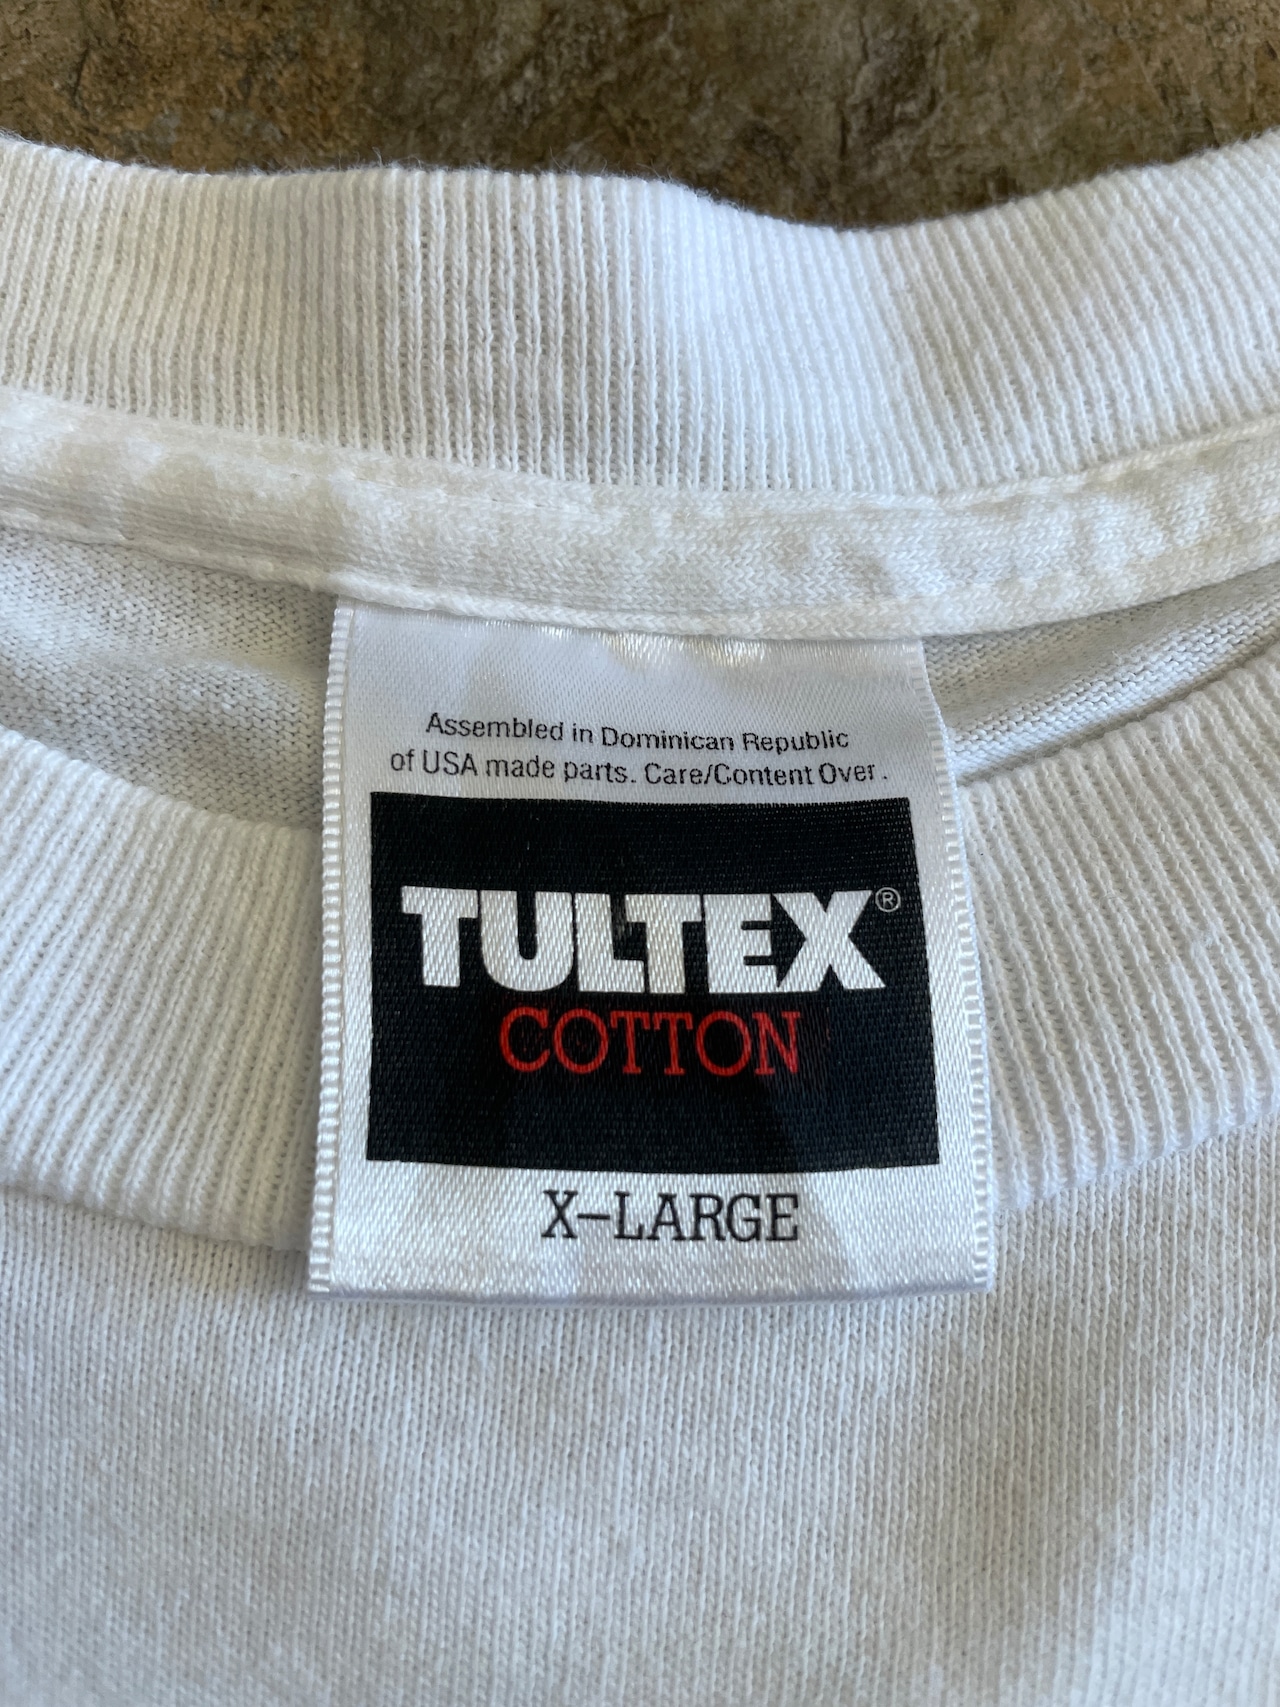 Assembled in Dominican Republic
of USA made parts. Care/Content Over.
TULTEX®
COTTON
X-LARGE